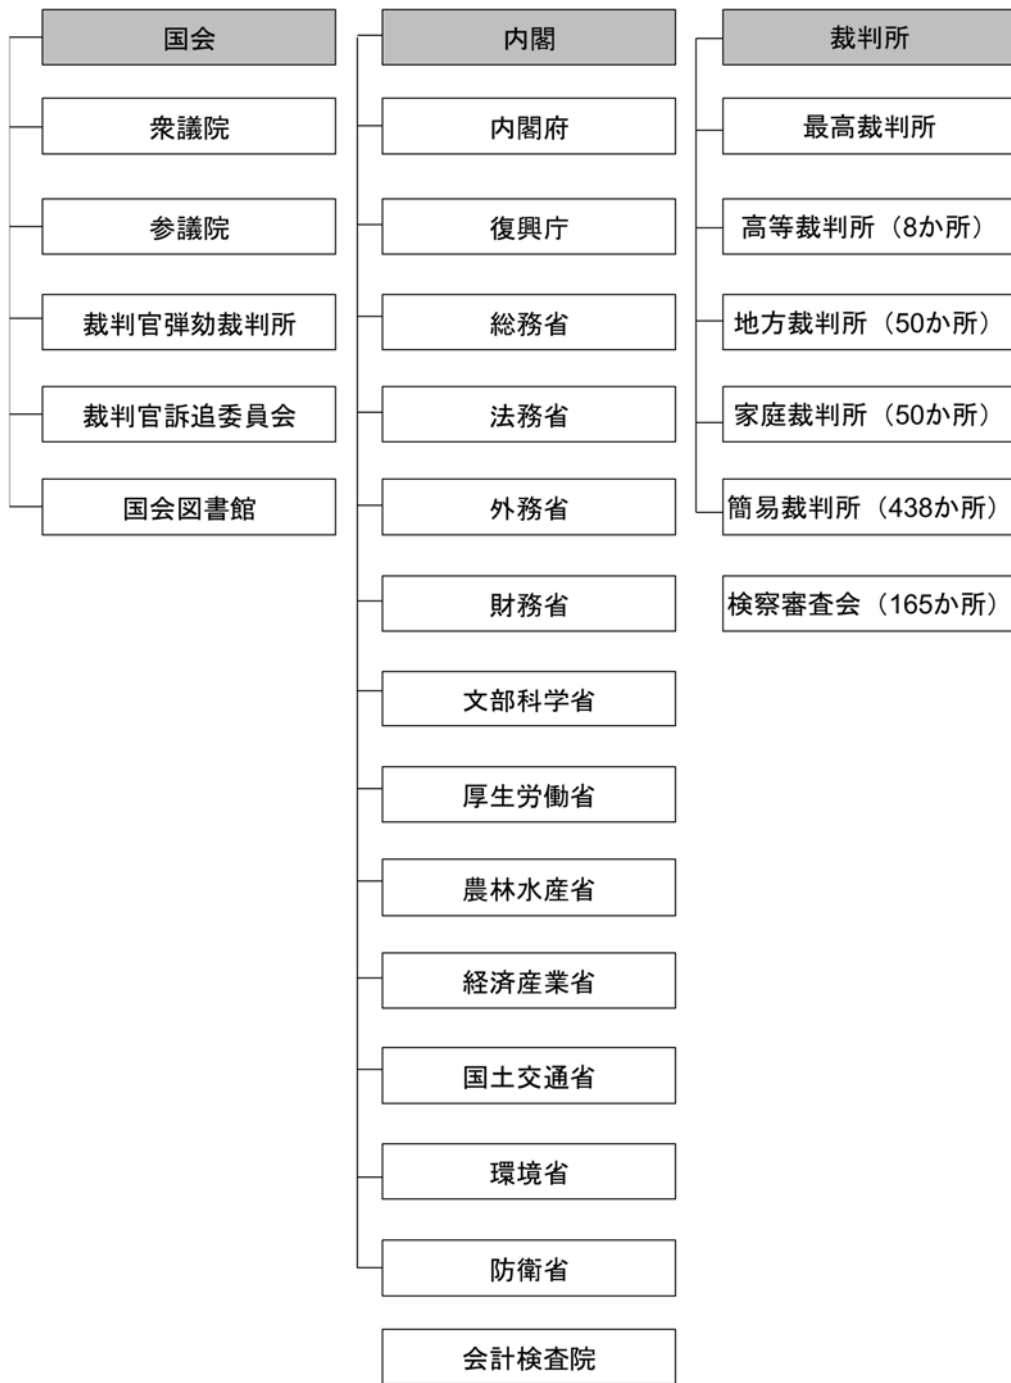 国会
衆議院
参議院
裁判官弾劾裁判所
裁判官訴追委員会
国会図書館
内閣
内閣府
復興庁
総務省
法務省
外務省
財務省
文部科学省
厚生労働省
農林水産省
経済産業省
国土交通省
環境省
防衛省
会計検査院
裁判所
最高裁判所
高等裁判所（8か所）
地方裁判所（50か所）
家庭裁判所（50か所）
簡易裁判所（438か所）
検察審査会（165か所）